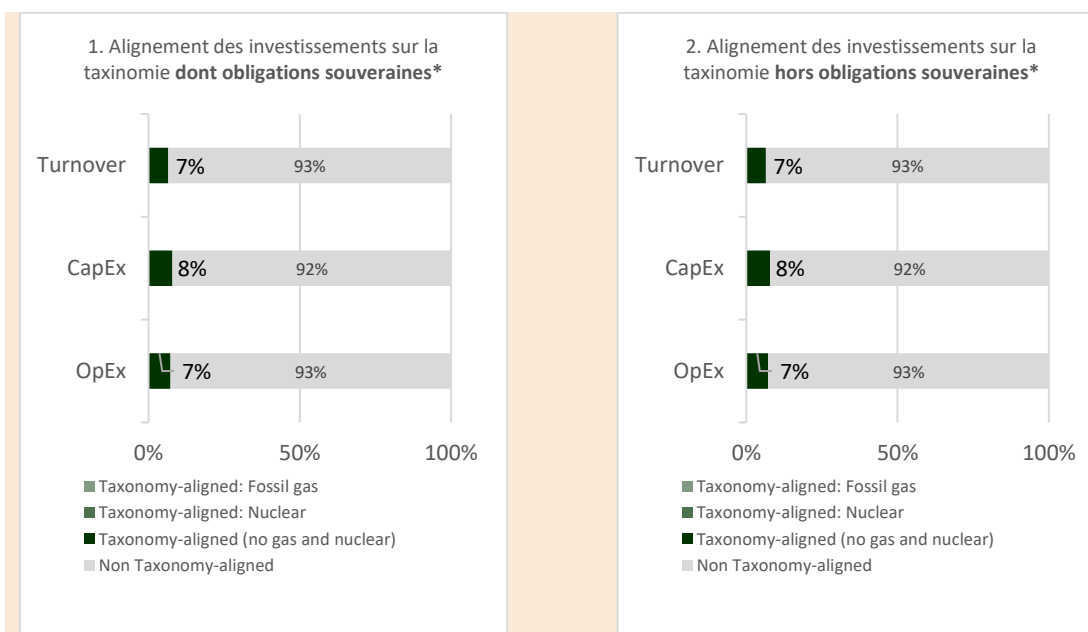 1. Alignement des investissements sur la
taxinomie dont obligations souveraines*
Turnover 7% 93%
CapEx 8% 92%
OpEx 7% 93%
0% 50% 100%
Taxonomy-aligned: Fossil gas
Taxonomy-aligned: Nuclear
Taxonomy-aligned (no gas and nuclear)
Non Taxonomy-aligned
2. Alignement des investissements sur la
taxinomie hors obligations souveraines*
Turnover 7% 93%
CapEx 8% 92%
OpEx 7% 93%
0% 50% 100%
Taxonomy-aligned: Fossil gas
Taxonomy-aligned: Nuclear
Taxonomy-aligned (no gas and nuclear)
Non Taxonomy-aligned